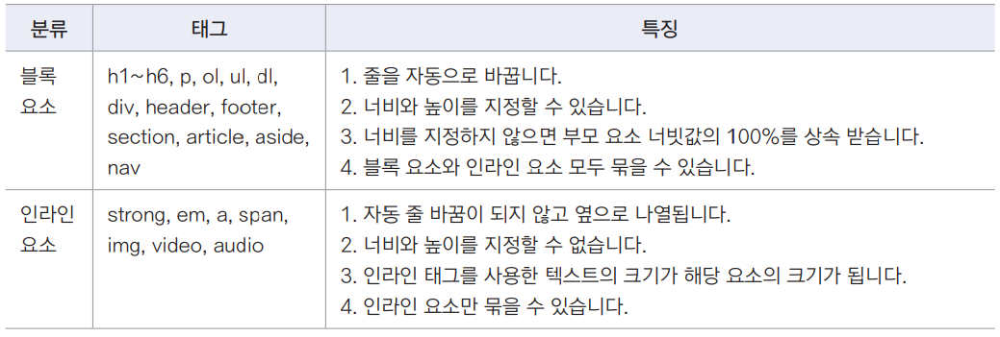 분류 태그 특징
블록 요소
h1~h6, p, ol, ul, dl,
div, header, footer,
section, article, aside,
nav
1. 줄을 자동으로 바꿉니다.
2. 너비와 높이를 지정할 수 있습니다.
3. 너비를 지정하지 않으면 부모 요소 너빗값의 100%를 상속 받습니다.
4. 블록 요소와 인라인 요소 모두 묶을 수 있습니다.
인라인
요소
strong, em, a, span,
img, video, audio
1. 자동 줄 바꿈이 되지 않고 옆으로 나열됩니다.
2. 너비와 높이를 지정할 수 없습니다.
3. 인라인 태그를 사용한 텍스트의 크기가 해당 요소의 크기가 됩니다.
4. 인라인 요소만 묶을 수 있습니다.